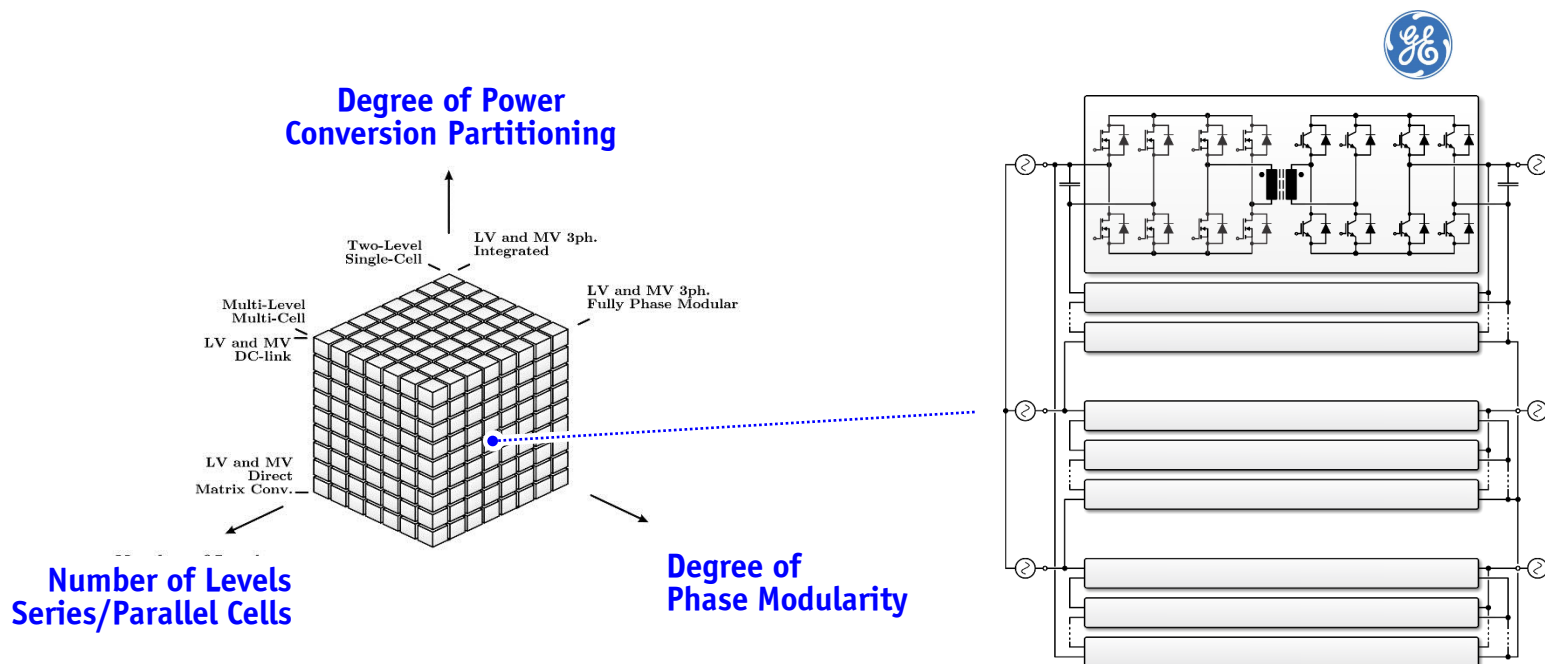 GE
Degree of Power
Conversion Partitioning
Two-Level
Single-Cell
LV and MV 3ph.
Integrated
Multi-Level
Multi-Cell
LV and MV
DC-link
LV and MV 3ph.
Fully Phase Modular
LV and MV
Direct
Matrix Conv.
Number of Levels
Series/Parallel Cells
Degree of
Phase Modularity